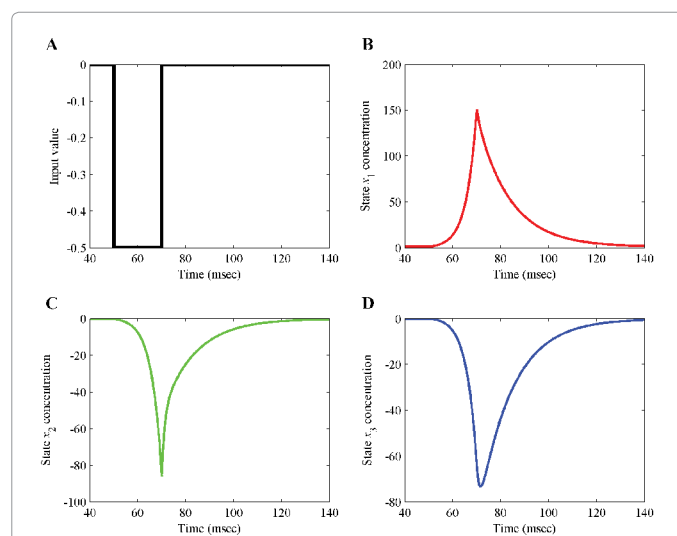 A
0
-0.1
-0.2
-0.3
-0.4
-0.5
Input value
40 60 80 100 120 140
Time (msec)
B
200
150
100
50
0
State x₁ concentration
40 60 80 100 120 140
Time (msec)
C
0
-20
-40
-60
-80
-100
State x₂ concentration
40 60 80 100 120 140
Time (msec)
D
0
-20
-40
-60
-80
State x₃ concentration
40 60 80 100 120 140
Time (msec)